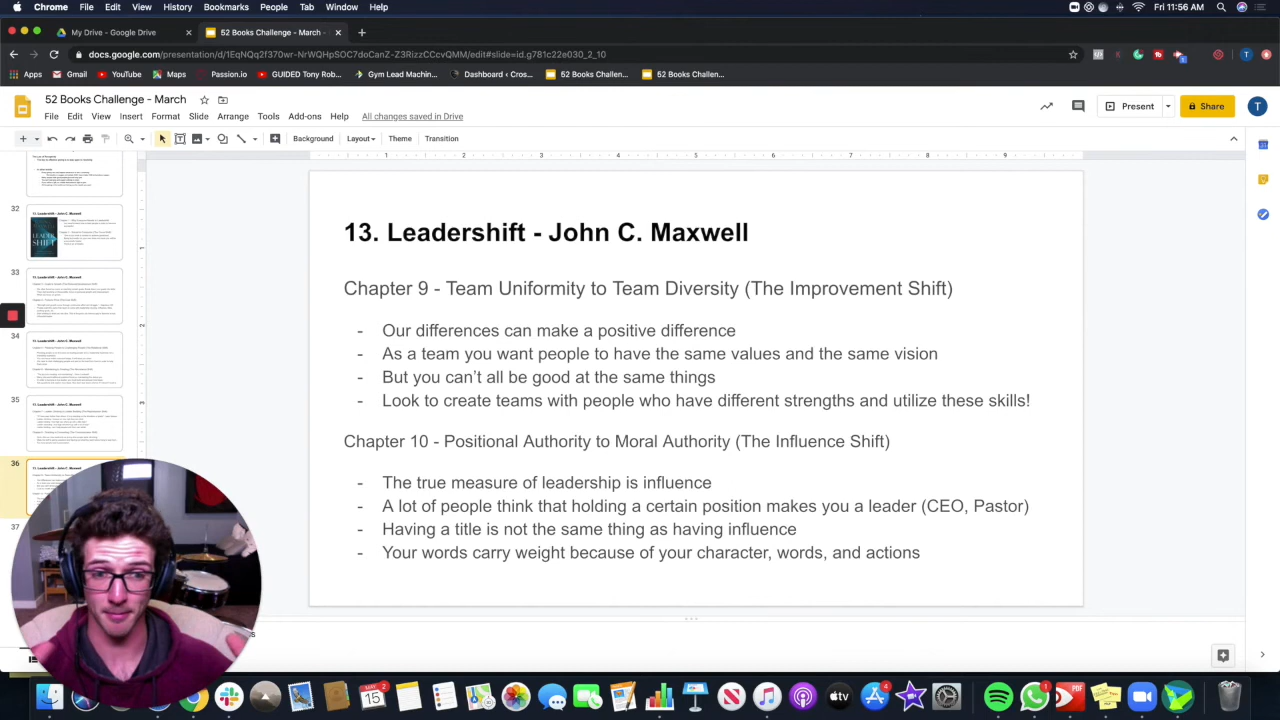 Chrome File Edit View History Bookmarks People Tab Window Help Fri 11:56 AM
My Drive - Google Drive 52 Books Challenge - March -
docs.google.com/presentation/d/1EqNQq2f370wr-NrWQHpSOC7doCanZ-Z3RizzCCcvQMM/edit#slide=id.g781c22e030_2_10
Apps Gmail YouTube Maps Passion.io GUIDED Tony Rob... Gym Lead Machin... Dashboard ‹ Cros... 52 Books Challen... 52 Books Challen...
52 Books Challenge - March
File Edit View Insert Format Slide Arrange Tools Add-ons Help All changes saved in Drive
Present Share T
Background Layout Theme Transition
1 2 3 4 5 6 7 8 9
32
33
34
35
36
37
13. Leadershift - John C. Maxwell
Chapter 9 - Team Uniformity to Team Diversity (The Improvement Shift)
- Our differences can make a positive difference
- As a team you want people to have the same values and the same vision
- But you can't all be good at the same things
- Look to create teams with people who have different strengths and utilize these skills!
Chapter 10 - Positional Authority to Moral Authority (The Influence Shift)
- The true measure of leadership is influence
- A lot of people think that holding a certain position makes you a leader (CEO, Pastor)
- Having a title is not the same thing as having influence
- Your words carry weight because of your character, words, and actions